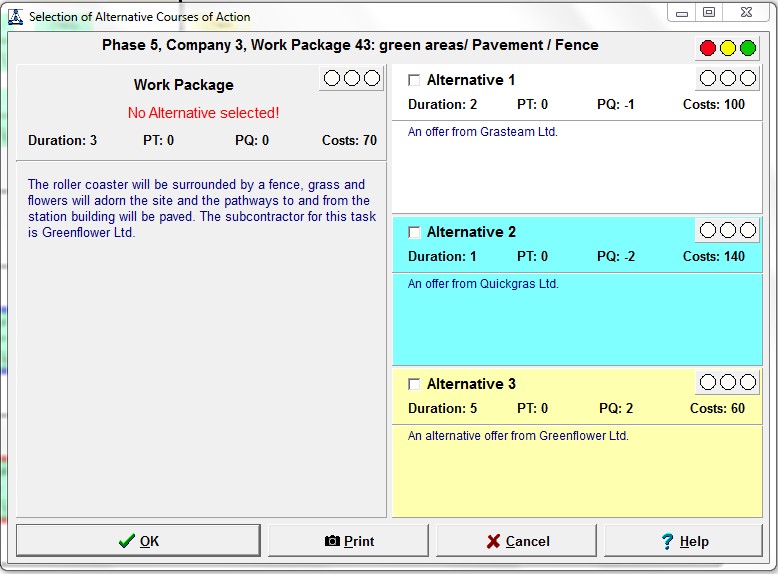 Selection of Alternative Courses of Action
Phase 5, Company 3, Work Package 43: green areas/ Pavement / Fence
Work Package
No Alternative selected!
Duration: 3 PT: 0 PQ: 0 Costs: 70
The roller coaster will be surrounded by a fence, grass and
flowers will adorn the site and the pathways to and from the
station building will be paved. The subcontractor for this task
is Greenflower Ltd.
Alternative 1
Duration: 2 PT: 0 PQ: -1 Costs: 100
An offer from Grasteam Ltd.
Alternative 2
Duration: 1 PT: 0 PQ: -2 Costs: 140
An offer from Quickgras Ltd.
Alternative 3
Duration: 5 PT: 0 PQ: 2 Costs: 60
An alternative offer from Greenflower Ltd.
OK Print Cancel Help